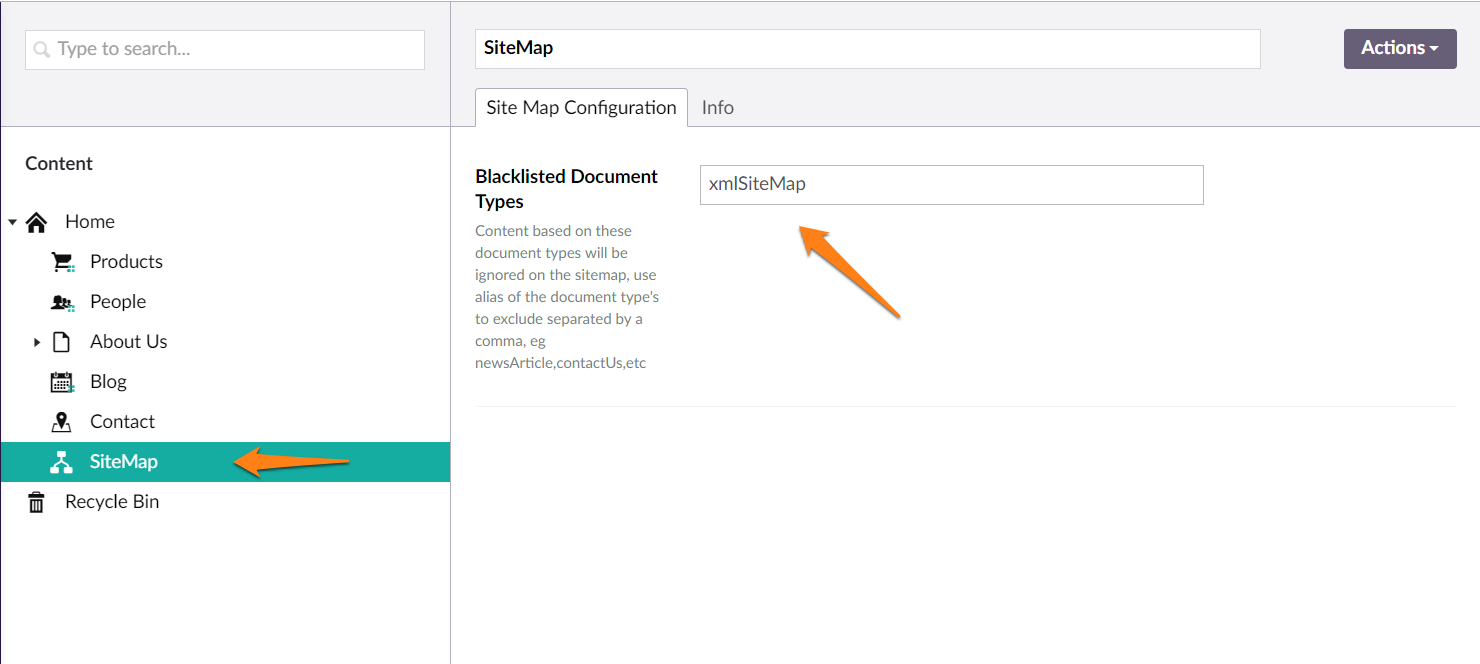 Type to search...
Content
Home
Products
People
About Us
Blog
Contact
SiteMap
Recycle Bin
SiteMap
Actions
Site Map Configuration
Info
Blacklisted Document
Types
Content based on these
document types will be
ignored on the sitemap, use
alias of the document type's
to exclude separated by a
comma, eg
newsArticle,contactUs,etc
xmlSiteMap